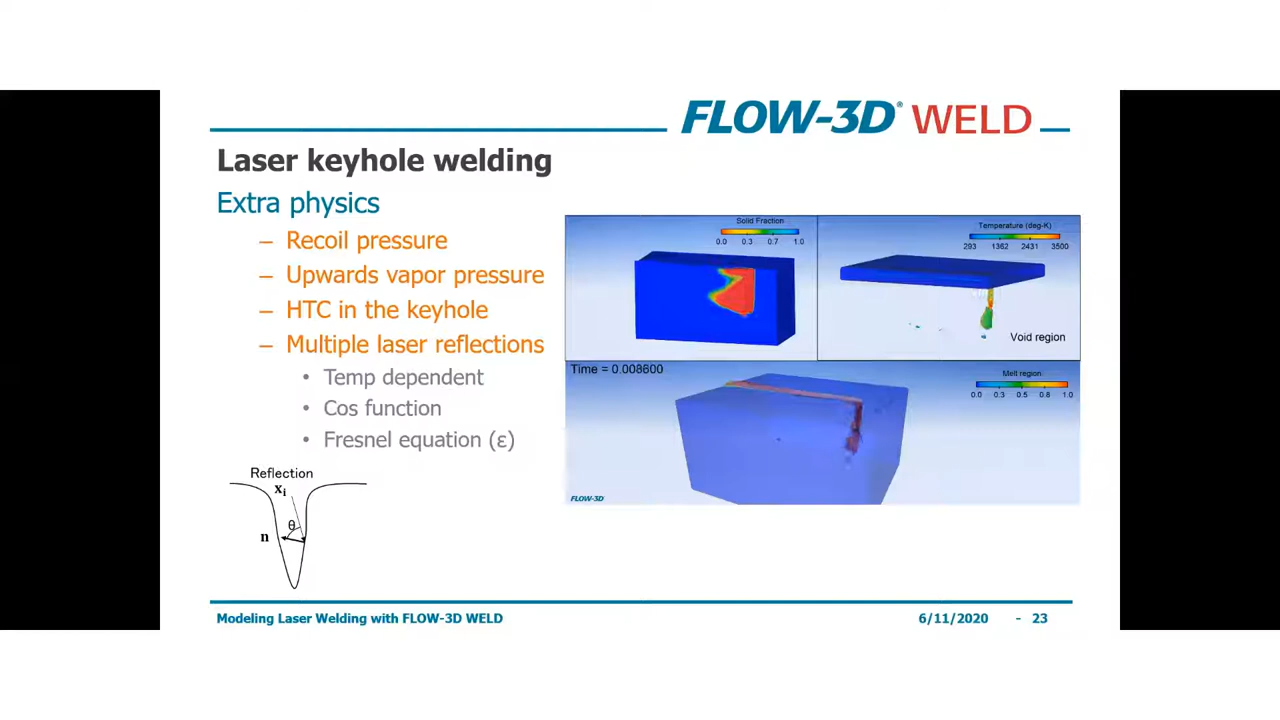 FLOW-3D® WELD
Laser keyhole welding
Extra physics
– Recoil pressure
– Upwards vapor pressure
– HTC in the keyhole
– Multiple laser reflections
• Temp dependent
• Cos function
• Fresnel equation (ε)
Reflection
xi
θ
n
Solid Fraction
0.0 0.3 0.7 1.0
Temperature (deg-K)
293 1362 2431 3500
Void region
Time = 0.008600
Melt region
0.0 0.3 0.5 0.8 1.0
FLOW-3D®
Modeling Laser Welding with FLOW-3D WELD
6/11/2020 - 23